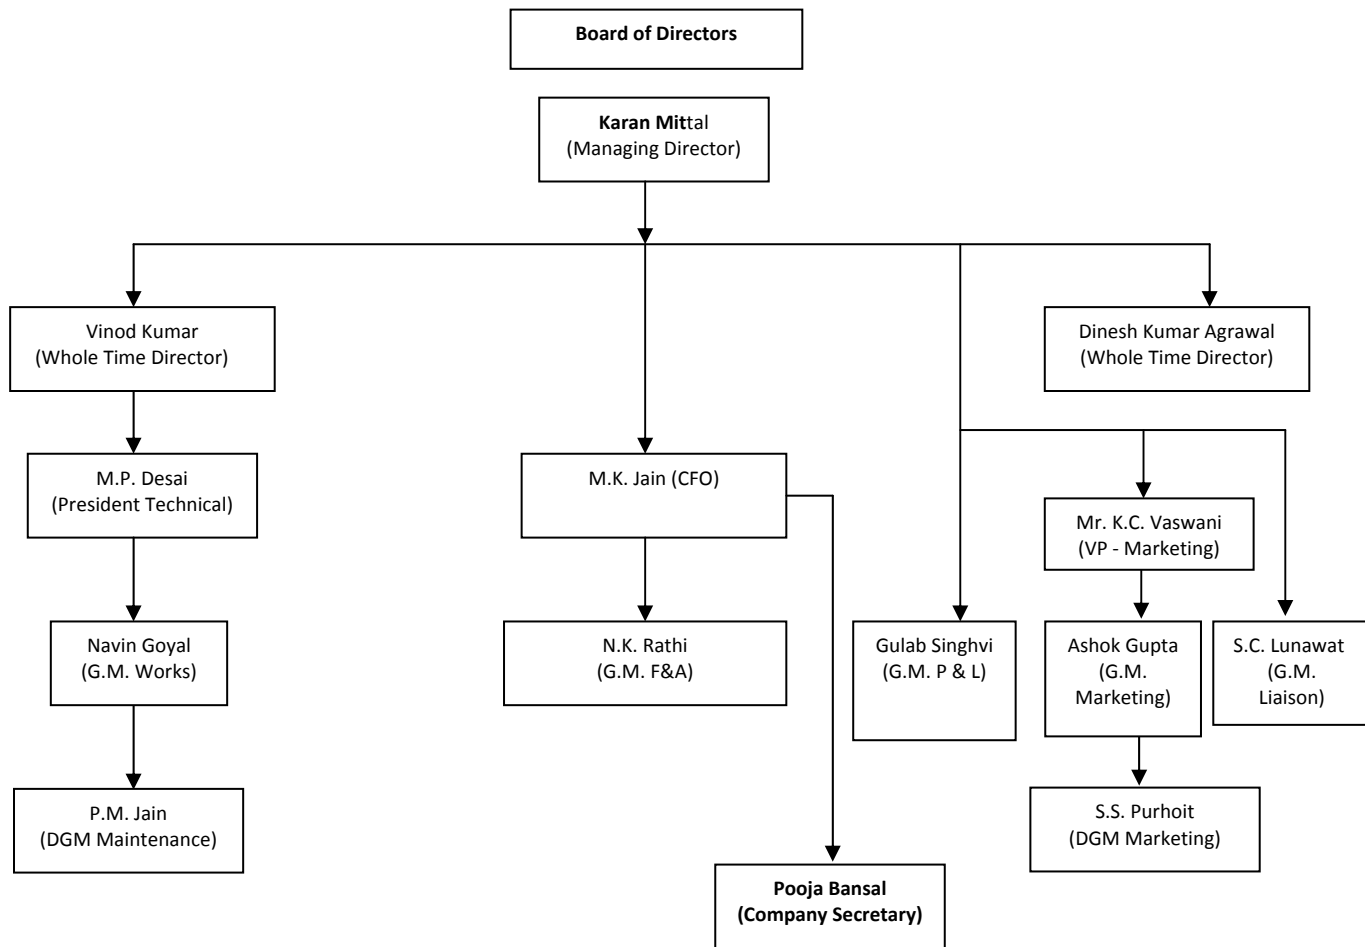 Board of Directors
Karan Mittal
(Managing Director)
Vinod Kumar
(Whole Time Director)
Dinesh Kumar Agrawal
(Whole Time Director)
M.P. Desai
(President Technical)
M.K. Jain (CFO)
Mr. K.C. Vaswani
(VP - Marketing)
Navin Goyal
(G.M. Works)
N.K. Rathi
(G.M. F&A)
Gulab Singhvi
(G.M. P & L)
Ashok Gupta
(G.M.
Marketing)
S.C. Lunawat
(G.M.
Liaison)
P.M. Jain
(DGM Maintenance)
S.S. Purhoit
(DGM Marketing)
Pooja Bansal
(Company Secretary)